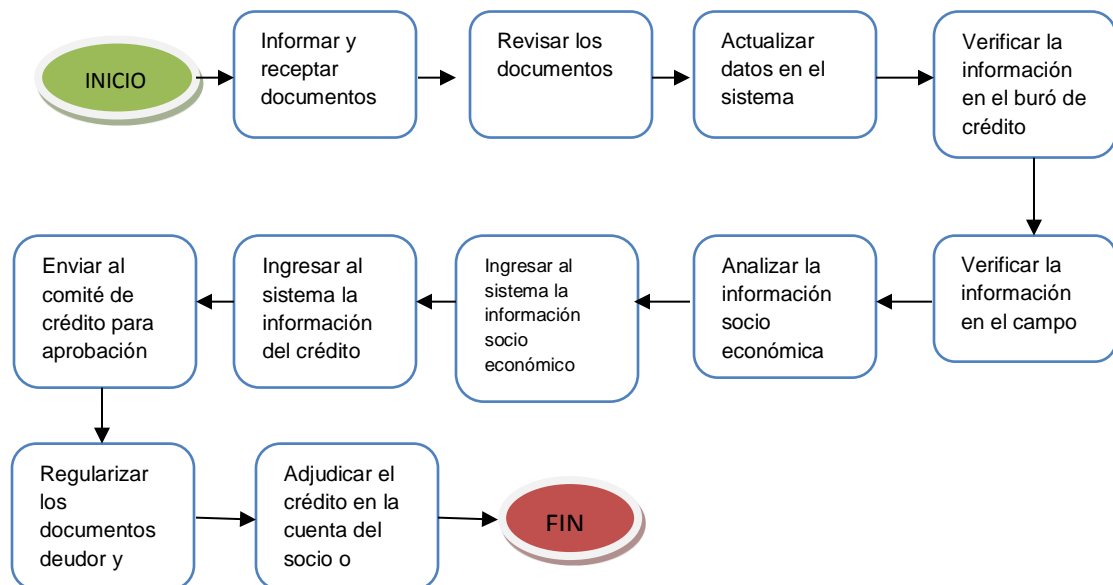 INICIO
Informar y
receptar
documentos
Revisar los
documentos
Actualizar
datos en el
sistema
Verificar la
información
en el buró de
crédito
Verificar la
información
en el campo
Analizar la
información
socio
económica
Ingresar al
sistema la
información
socio
económico
Ingresar al
sistema la
información
del crédito
Enviar al
comité de
crédito para
aprobación
Regularizar
los
documentos
deudor y
Adjudicar el
crédito en la
cuenta del
socio o
FIN